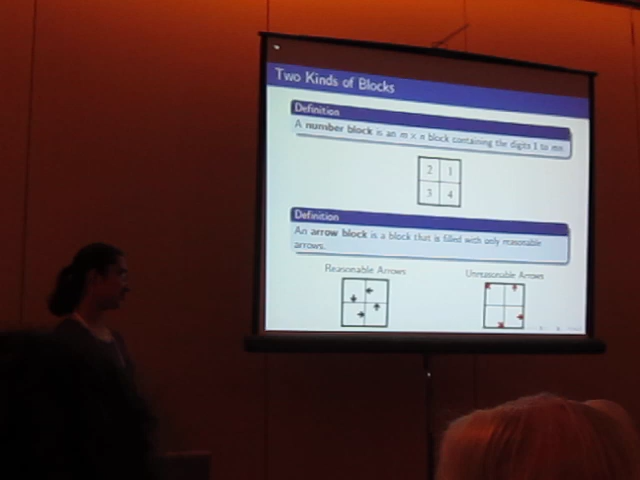 Two Kinds of Blocks
Definition
A number block is an m × n block containing the digits 1 to mn.
2 1
3 4
Definition
An arrow block is a block that is filled with only reasonable
arrows.
Reasonable Arrows
Unreasonable Arrows